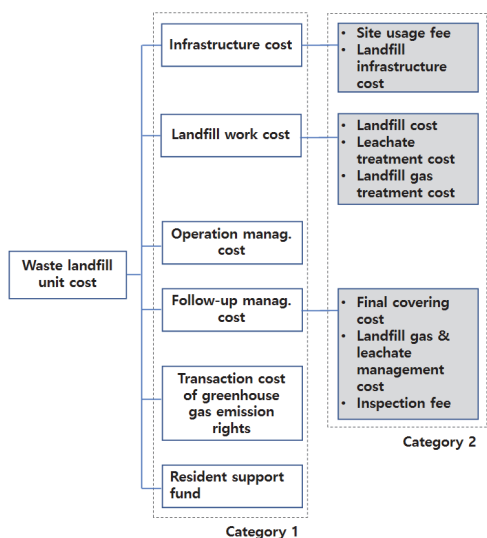 Waste landfill
unit cost
Infrastructure cost
Landfill work cost
Operation manag.
cost
Follow-up manag.
cost
Transaction cost
of greenhouse
gas emission
rights
Resident support
fund
Category 1
• Site usage fee
• Landfill
infrastructure
cost
• Landfill cost
• Leachate
treatment cost
• Landfill gas
treatment cost
• Final covering
cost
• Landfill gas &
leachate
management
cost
• Inspection fee
Category 2